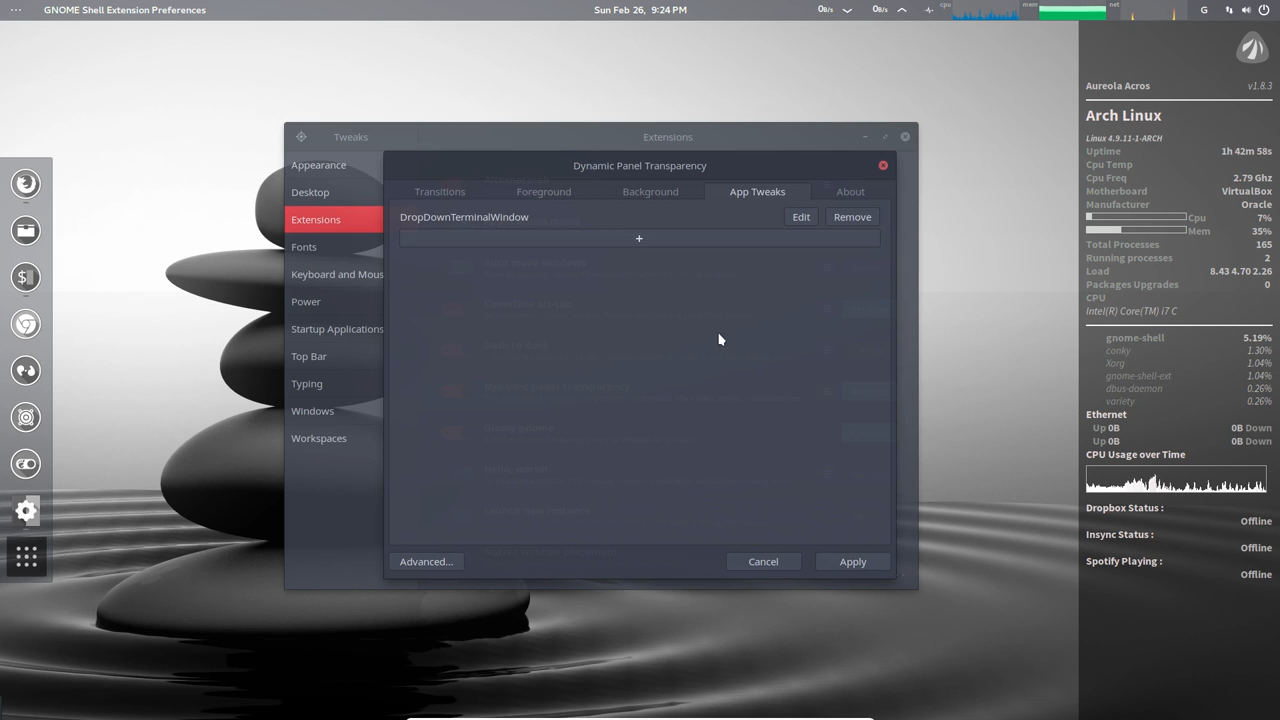 GNOME Shell Extension Preferences
Sun Feb 26, 9:24 PM
0B/s
0B/s
cpu
mem
net
G
Aureola Acros v1.8.3
Arch Linux
Linux 4.9.11-1-ARCH
Uptime 1h 42m 58s
Cpu Temp
Cpu Freq 2.79 Ghz
Motherboard VirtualBox
Manufacturer Oracle
Cpu 7%
Mem 35%
Total Processes 165
Running processes 2
Load 8.43 4.70 2.26
Packages Upgrades 0
CPU
Intel(R) Core(TM) i7 C
gnome-shell 5.19%
conky 1.30%
Xorg 1.04%
gnome-shell-ext 1.04%
dbus-daemon 0.26%
variety 0.26%
Ethernet
Up 0B 0B Down
Up 0B 0B Down
CPU Usage over Time
Dropbox Status :
Offline
Insync Status :
Offline
Spotify Playing :
Offline
Tweaks
Extensions
Appearance
Desktop
Extensions
Fonts
Keyboard and Mous
Power
Startup Applications
Top Bar
Typing
Windows
Workspaces
Dynamic Panel Transparency
Transitions Foreground Background App Tweaks About
DropDownTerminalWindow Edit Remove
+
Advanced... Cancel Apply